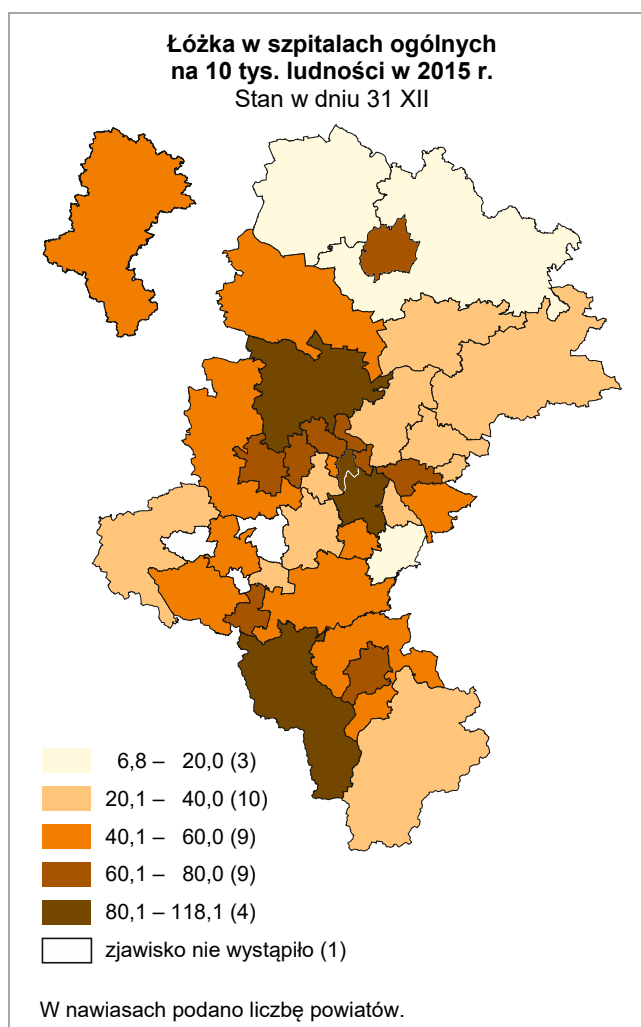 Łóżka w szpitalach ogólnych
na 10 tys. ludności w 2015 r.
Stan w dniu 31 XII
6,8 – 20,0 (3)
20,1 – 40,0 (10)
40,1 – 60,0 (9)
60,1 – 80,0 (9)
80,1 – 118,1 (4)
zjawisko nie wystąpiło (1)
W nawiasach podano liczbę powiatów.